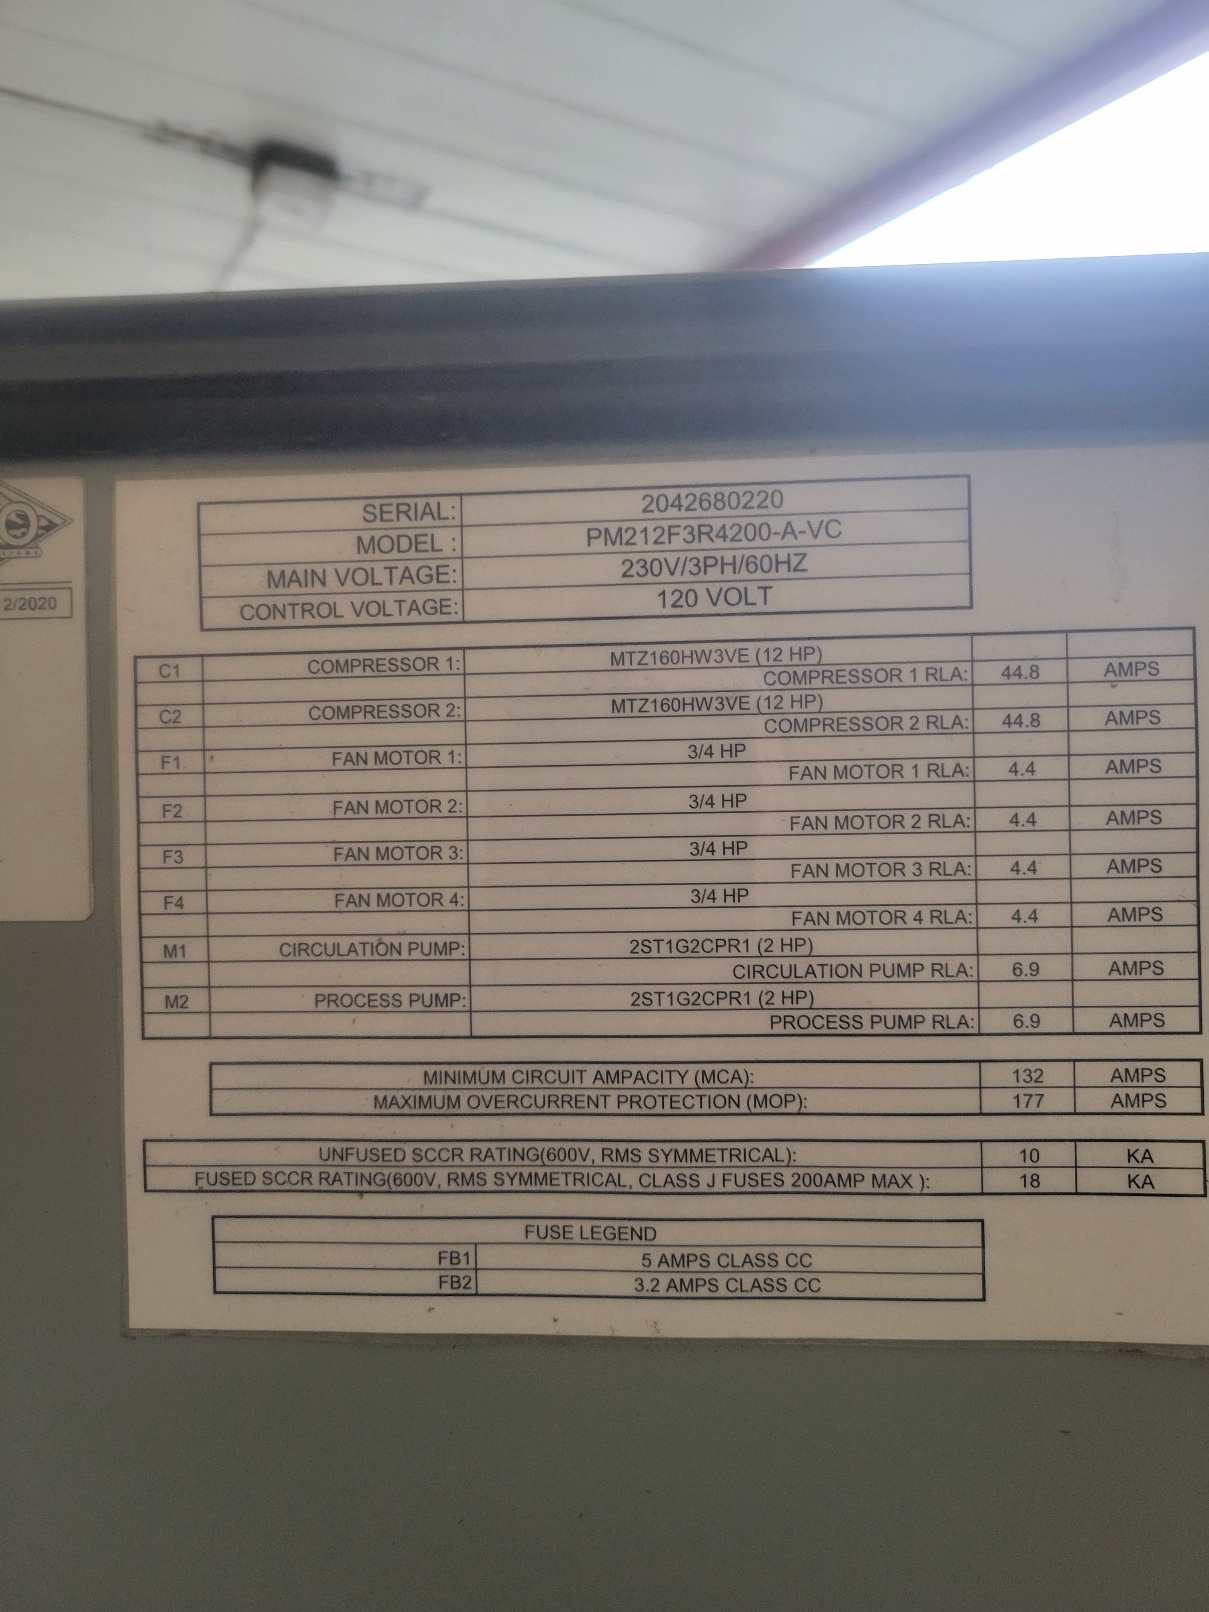 2/2020
SERIAL: 2042680220
MODEL : PM212F3R4200-A-VC
MAIN VOLTAGE: 230V/3PH/60HZ
CONTROL VOLTAGE: 120 VOLT
C1 COMPRESSOR 1: MTZ160HW3VE (12 HP)
COMPRESSOR 1 RLA: 44.8 AMPS
C2 COMPRESSOR 2: MTZ160HW3VE (12 HP)
COMPRESSOR 2 RLA: 44.8 AMPS
F1 FAN MOTOR 1: 3/4 HP
FAN MOTOR 1 RLA: 4.4 AMPS
F2 FAN MOTOR 2: 3/4 HP
FAN MOTOR 2 RLA: 4.4 AMPS
F3 FAN MOTOR 3: 3/4 HP
FAN MOTOR 3 RLA: 4.4 AMPS
F4 FAN MOTOR 4: 3/4 HP
FAN MOTOR 4 RLA: 4.4 AMPS
M1 CIRCULATION PUMP: 2ST1G2CPR1 (2 HP)
CIRCULATION PUMP RLA: 6.9 AMPS
M2 PROCESS PUMP: 2ST1G2CPR1 (2 HP)
PROCESS PUMP RLA: 6.9 AMPS
MINIMUM CIRCUIT AMPACITY (MCA): 132 AMPS
MAXIMUM OVERCURRENT PROTECTION (MOP): 177 AMPS
UNFUSED SCCR RATING(600V, RMS SYMMETRICAL): 10 KA
FUSED SCCR RATING(600V, RMS SYMMETRICAL, CLASS J FUSES 200AMP MAX ): 18 KA
FUSE LEGEND
FB1 5 AMPS CLASS CC
FB2 3.2 AMPS CLASS CC